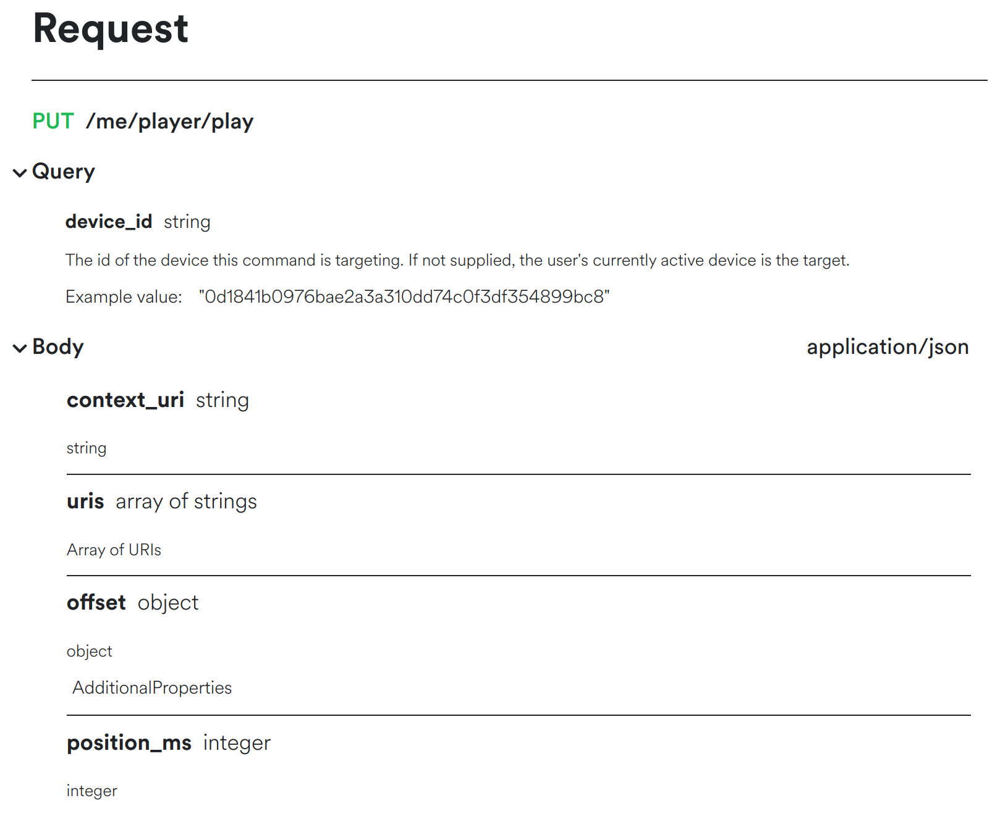 Request
PUT /me/player/play
Query
device_id string
The id of the device this command is targeting. If not supplied, the user's currently active device is the target.
Example value: "0d1841b0976bae2a3a310dd74c0f3df354899bc8"
Body application/json
context_uri string
string
uris array of strings
Array of URIs
offset object
object
AdditionalProperties
position_ms integer
integer